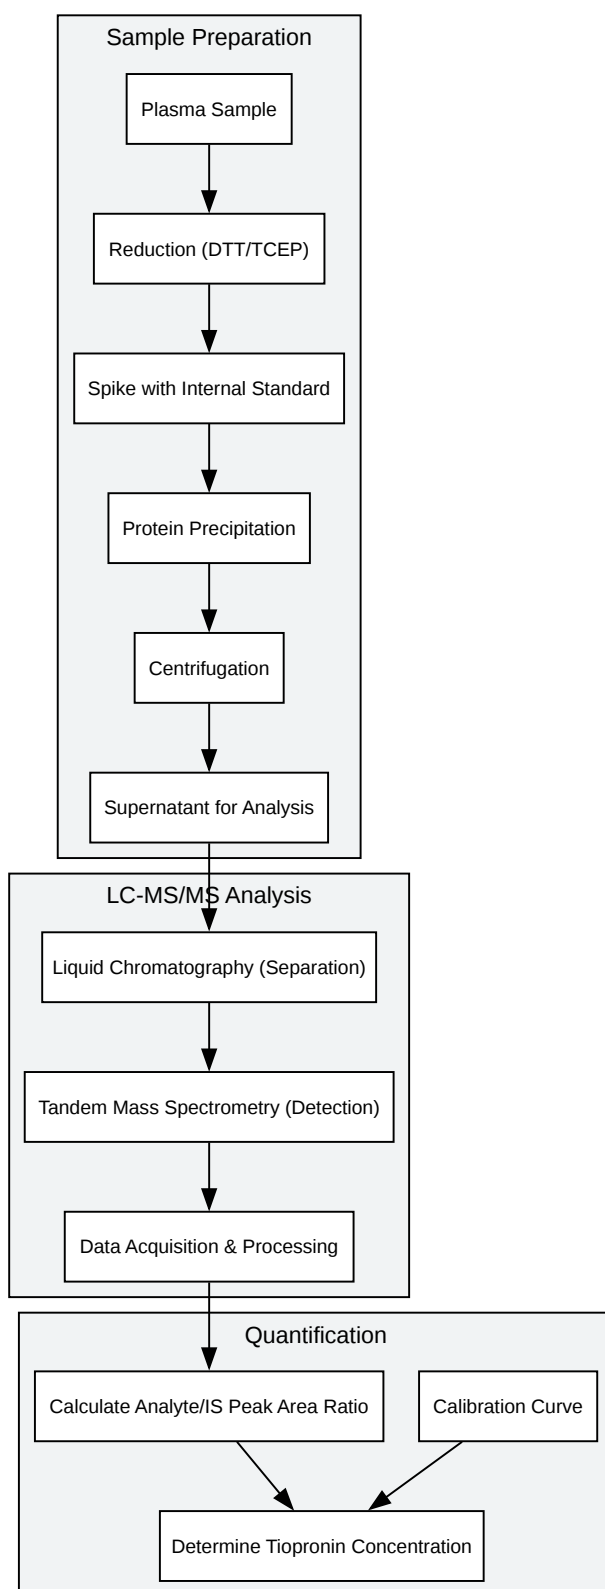 Sample Preparation
Plasma Sample
Reduction (DTT/TCEP)
Spike with Internal Standard
Protein Precipitation
Centrifugation
Supernatant for Analysis
LC-MS/MS Analysis
Liquid Chromatography (Separation)
Tandem Mass Spectrometry (Detection)
Data Acquisition & Processing
Quantification
Calculate Analyte/IS Peak Area Ratio
Calibration Curve
Determine Tiopronin Concentration